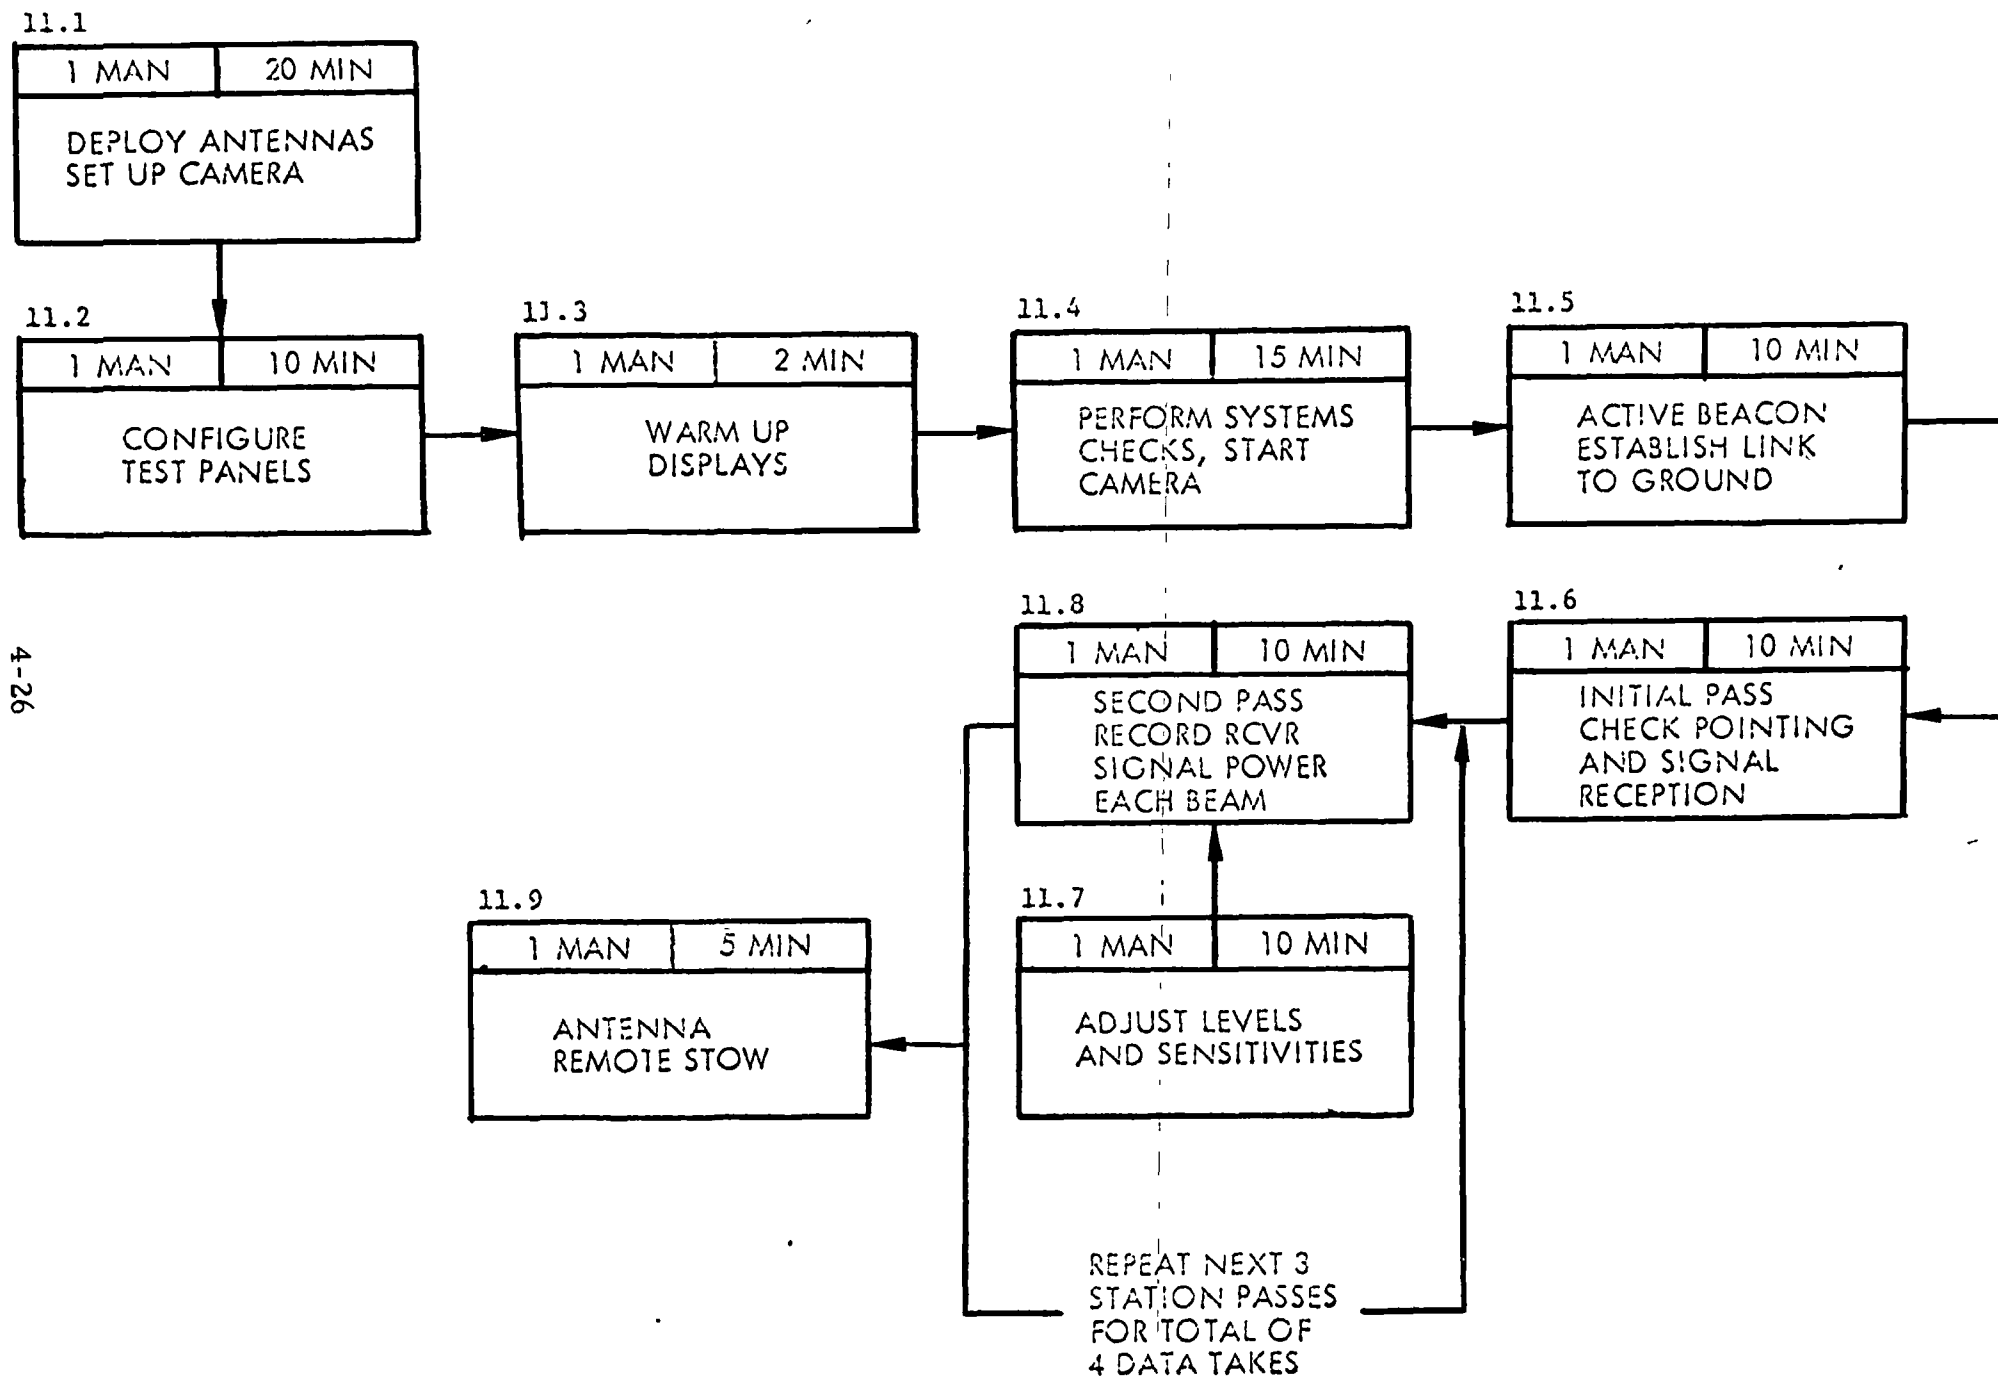 11.1
1 MAN 20 MIN
DEPLOY ANTENNAS
SET UP CAMERA
11.2
1 MAN 10 MIN
CONFIGURE
TEST PANELS
11.3
1 MAN 2 MIN
WARM UP
DISPLAYS
11.4
1 MAN 15 MIN
PERFORM SYSTEMS
CHECKS, START
CAMERA
11.5
1 MAN 10 MIN
ACTIVE BEACON
ESTABLISH LINK
TO GROUND
11.6
1 MAN 10 MIN
INITIAL PASS
CHECK POINTING
AND SIGNAL
RECEPTION
11.8
1 MAN 10 MIN
SECOND PASS
RECORD RCVR
SIGNAL POWER
EACH BEAM
11.7
1 MAN 10 MIN
ADJUST LEVELS
AND SENSITIVITIES
11.9
1 MAN 5 MIN
ANTENNA
REMOTE STOW
REPEAT NEXT 3
STATION PASSES
FOR TOTAL OF
4 DATA TAKES
4-26